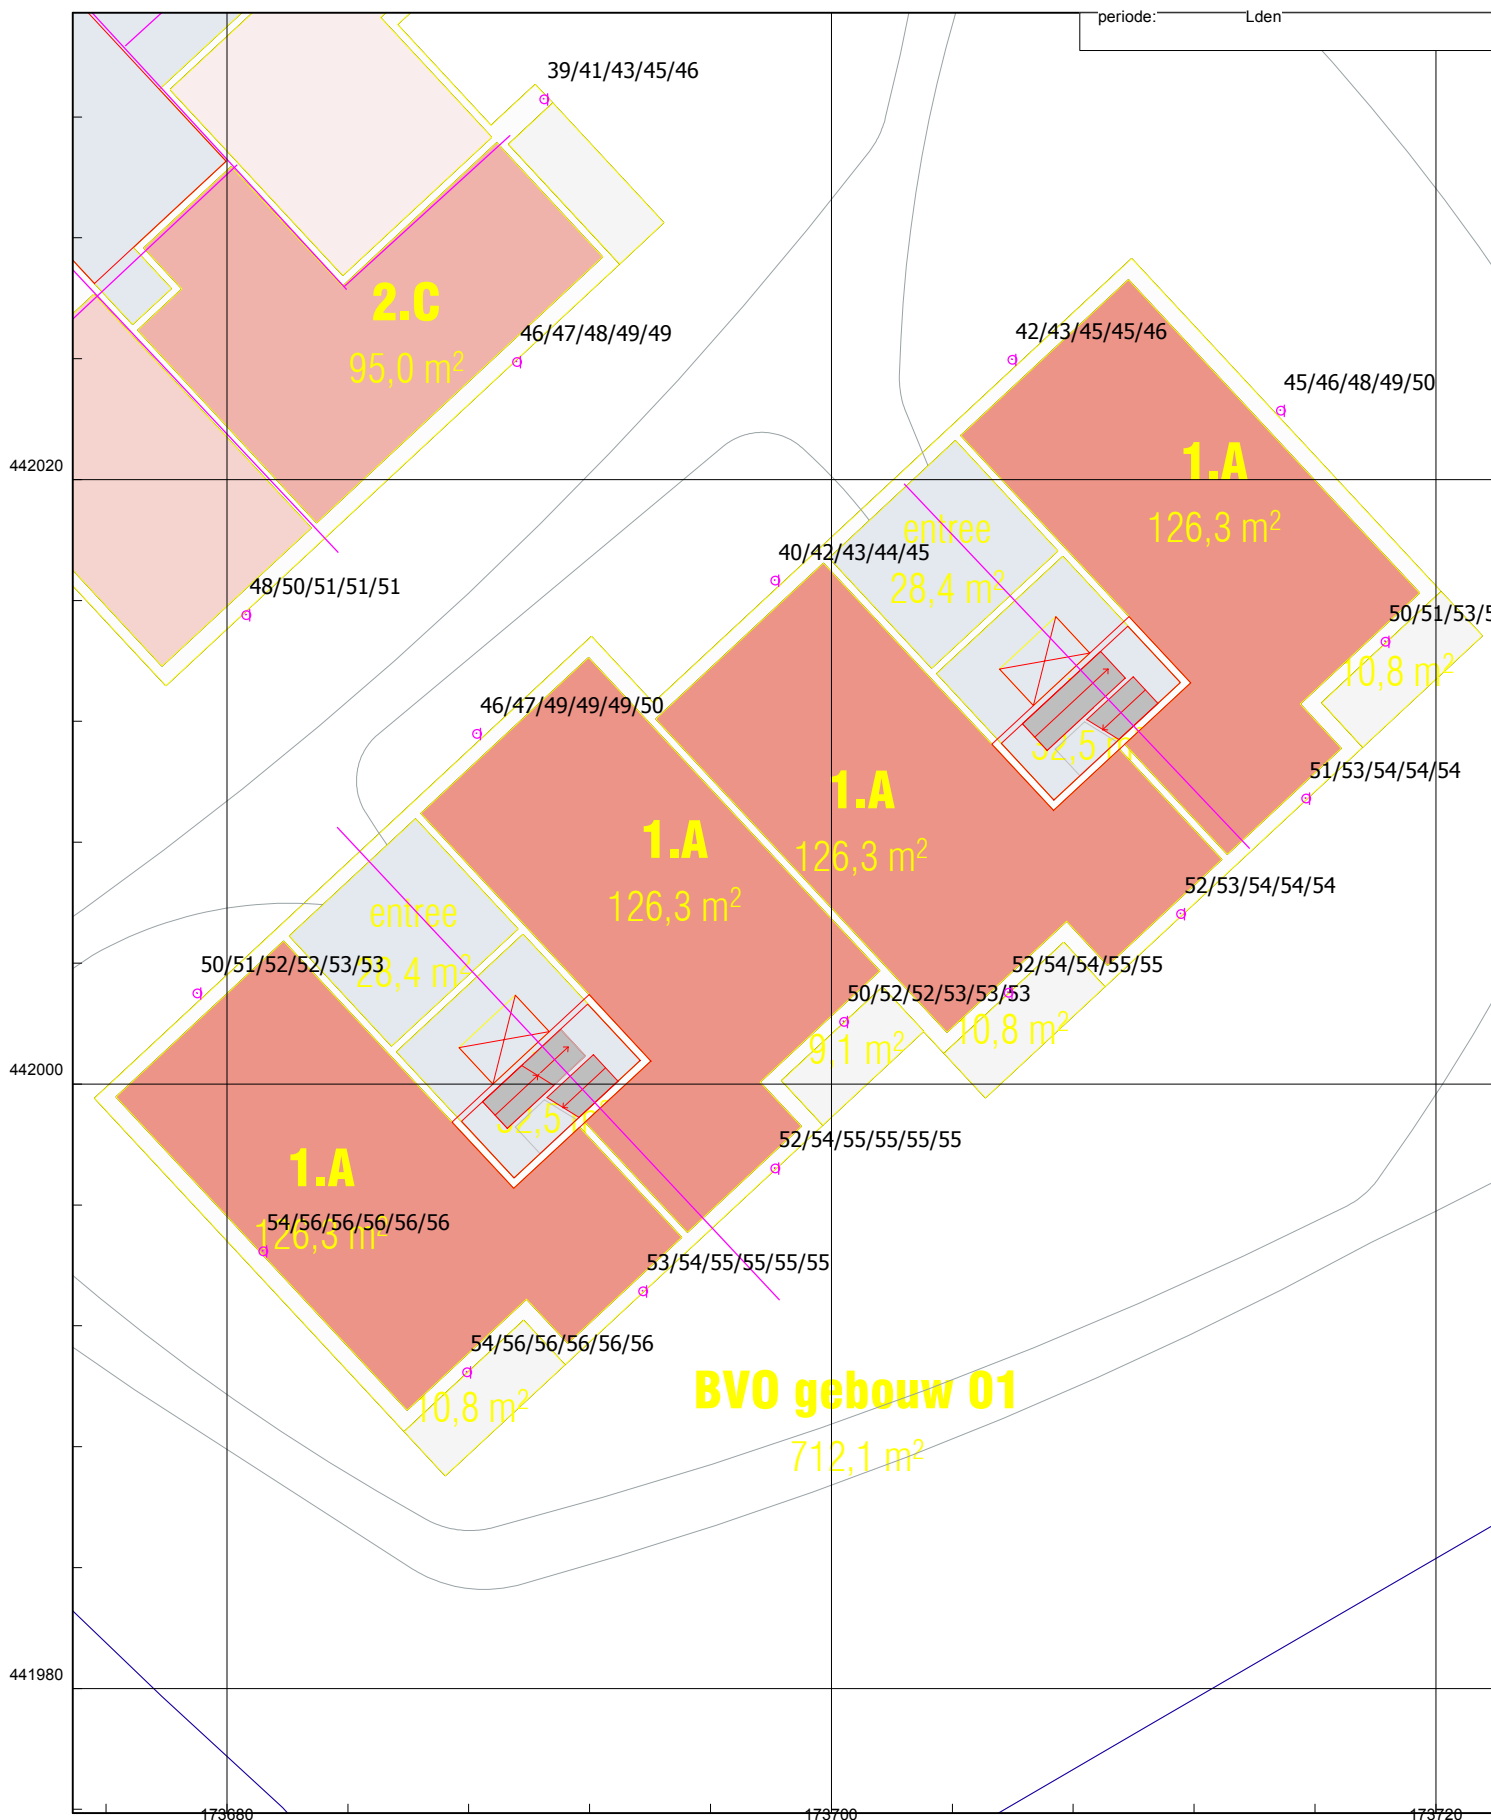 periode: Lden
39/41/43/45/46
2.C
95,0 m²
46/47/48/49/49
42/43/45/45/46
45/46/48/49/50
1.A
126,3 m²
442020
entree
28,4 m²
40/42/43/44/45
48/50/51/51/51
50/51/53/5
10,8 m²
46/47/49/49/49/50
32,5 m
51/53/54/54/54
1.A
126,3 m²
1.A
126,3 m²
52/53/54/54/54
entree
28,4 m²
50/51/52/52/53/53
52/54/54/55/55
10,8 m²
50/52/52/53/53/53
9,1 m²
442000
32,5 m
52/54/55/55/55/55
1.A
126,3 m²
54/56/56/56/56/56
53/54/55/55/55/55
54/56/56/56/56/56
10,8 m²
BVO gebouw 01
712,1 m²
441980
173680 173700 173720